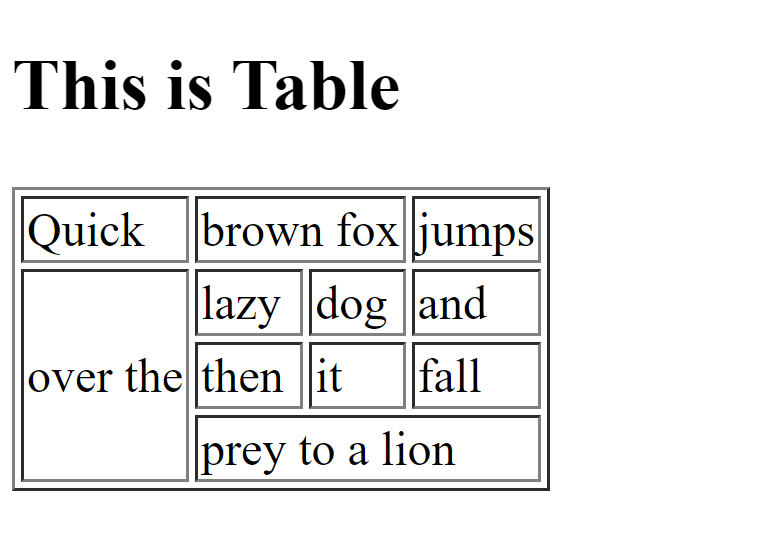 This is Table
Quick brown fox jumps
lazy dog and
over the then it fall
prey to a lion